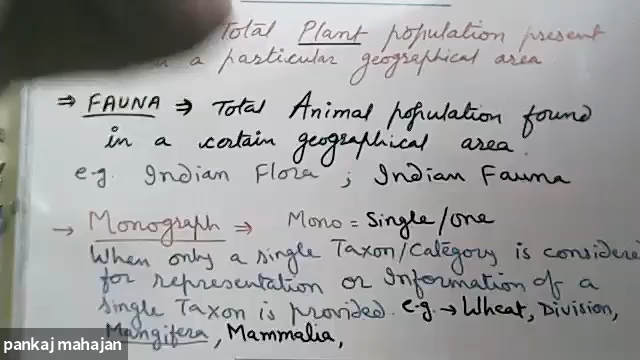 Total Plant population present
in a particular geographical area
⇒ FAUNA ⇒ Total Animal population found
in a certain geographical area.
e.g. Indian Flora ; Indian Fauna
→ Monograph ⇒ Mono = Single/one
When only a single Taxon/Category is considere
for representation or Information of a
single Taxon is provided. e.g. → Wheat, Division,
Mangifera, Mammalia,
pankaj mahajan